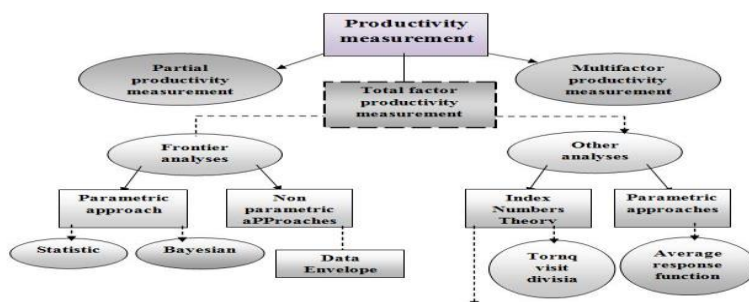 Productivity
measurement
Partial
productivity
measurement
Multifactor
productivity
measurement
Total factor
productivity
measurement
Frontier
analyses
Other
analyses
Parametric
approach
Non
parametric
aPProaches
Index
Numbers
Theory
Parametric
approaches
Statistic
Bayesian
Data
Envelope
Tornq
visit
divisia
Average
response
function